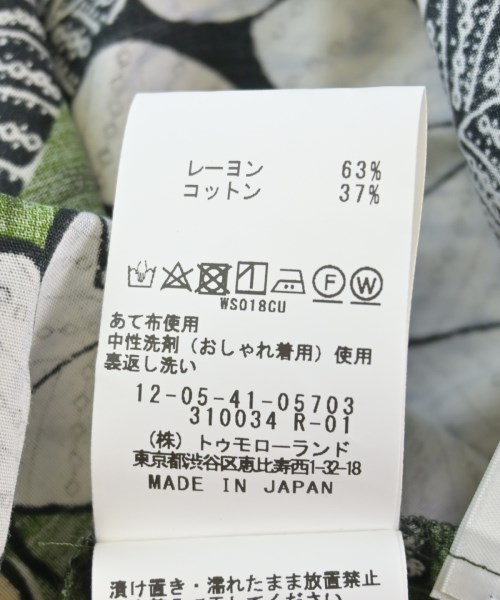 レーヨン 63%
コットン 37%
F W
WS018CU
あて布使用
中性洗剤（おしゃれ着用）使用
裏返し洗い
12-05-41-05703
310034 R-01
（株）トゥモローランド
東京都渋谷区恵比寿西1-32-18
MADE IN JAPAN
漬け置き・濡れたまま放置禁止